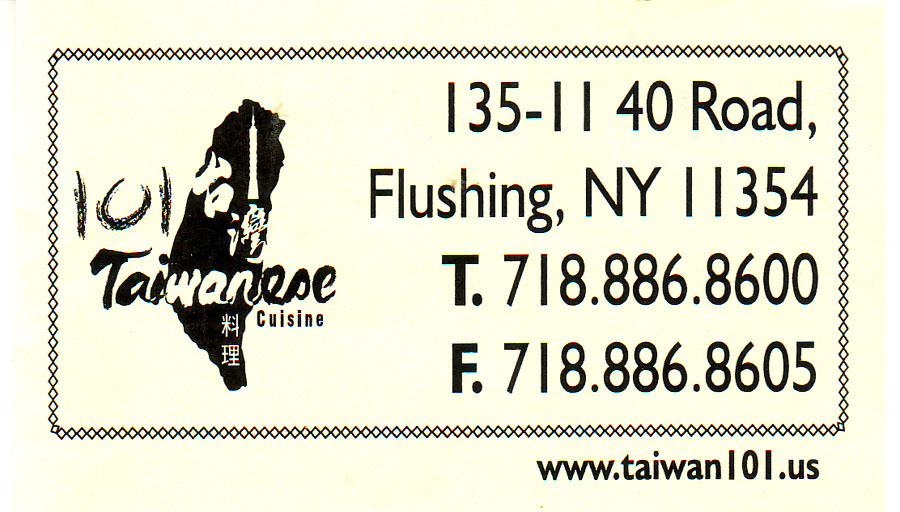 135-11 40 Road,
Flushing, NY 11354
T. 718.886.8600
F. 718.886.8605
www.taiwan101.us
101
台灣
Taiwanese
Cuisine
料理